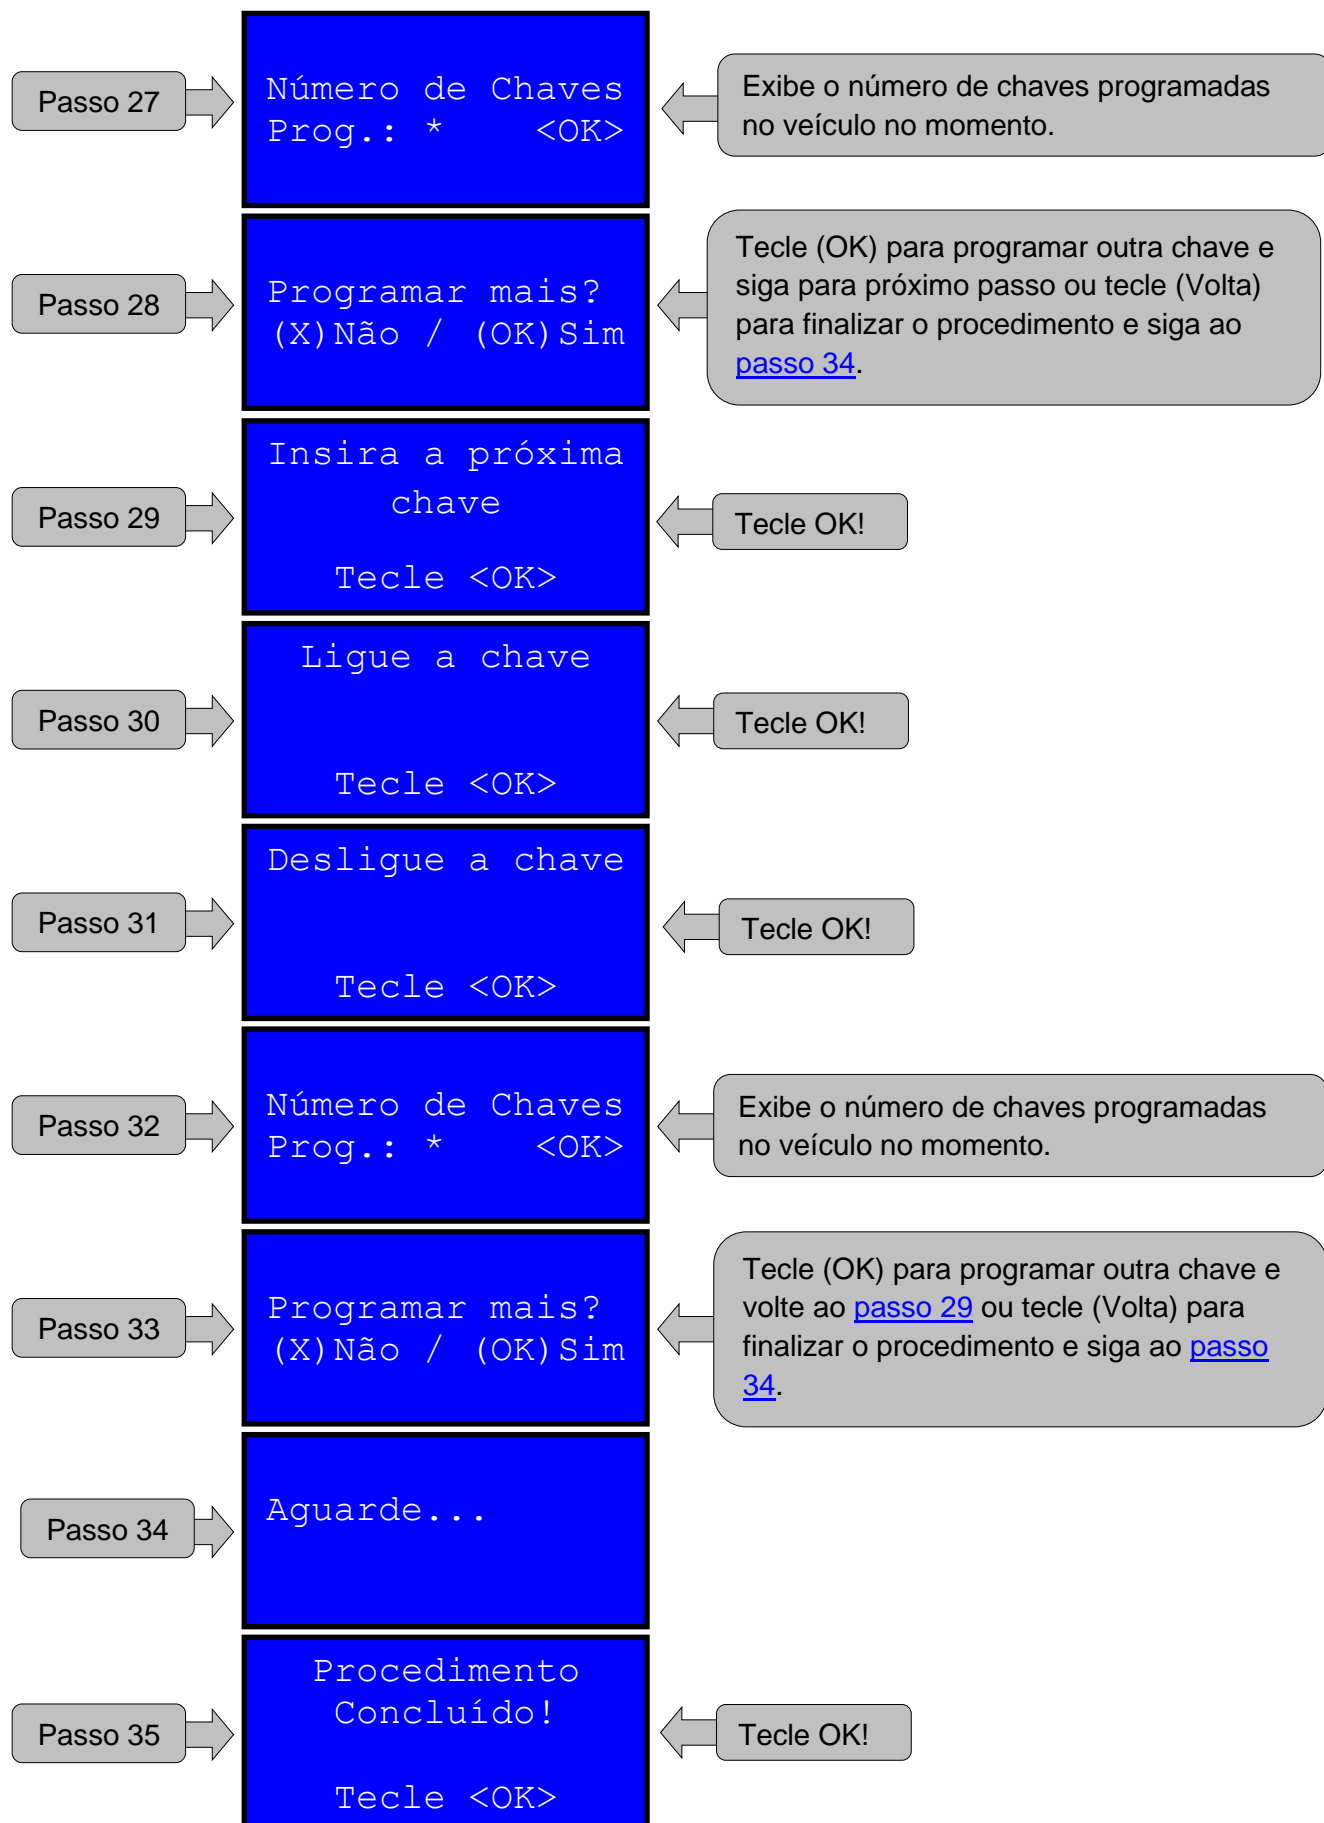 Passo 27
Número de Chaves
Prog.: * <OK>
Exibe o número de chaves programadas
no veículo no momento.
Passo 28
Programar mais?
(X)Não / (OK)Sim
Tecle (OK) para programar outra chave e
siga para próximo passo ou tecle (Volta)
para finalizar o procedimento e siga ao
passo 34.
Passo 29
Insira a próxima
chave
Tecle <OK>
Tecle OK!
Passo 30
Ligue a chave
Tecle <OK>
Tecle OK!
Passo 31
Desligue a chave
Tecle <OK>
Tecle OK!
Passo 32
Número de Chaves
Prog.: * <OK>
Exibe o número de chaves programadas
no veículo no momento.
Passo 33
Programar mais?
(X)Não / (OK)Sim
Tecle (OK) para programar outra chave e
volte ao passo 29 ou tecle (Volta) para
finalizar o procedimento e siga ao passo
34.
Passo 34
Aguarde...
Passo 35
Procedimento
Concluído!
Tecle <OK>
Tecle OK!